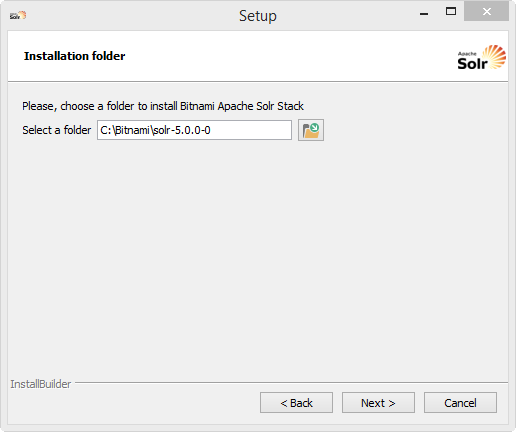 Solr
Setup
Installation folder
Apache
Solr
Please, choose a folder to install Bitnami Apache Solr Stack
Select a folder C:\Bitnami\solr-5.0.0-0
InstallBuilder
< Back Next > Cancel